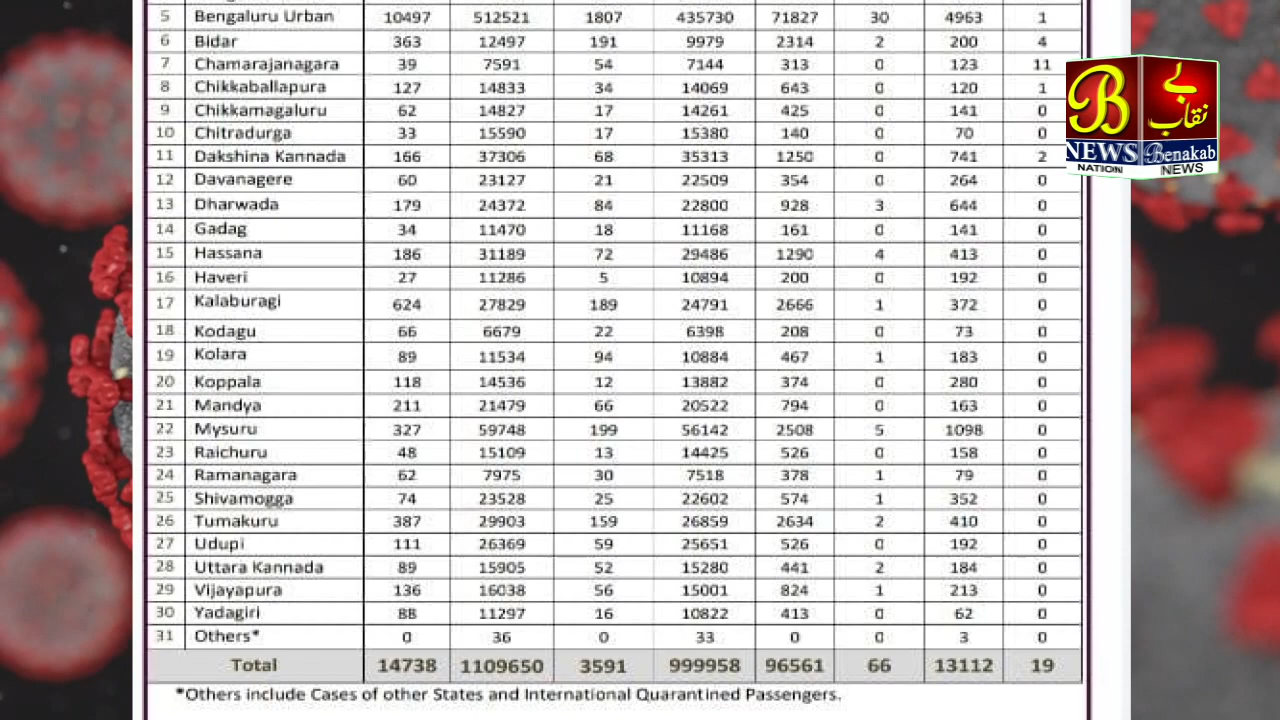 5 Bengaluru Urban 10497 512521 1807 435730 71827 30 4963 1
6 Bidar 363 12497 191 9979 2314 2 200 4
7 Chamarajanagara 39 7591 54 7144 313 0 123 11
8 Chikkaballapura 127 14833 34 14069 643 0 120 1
9 Chikkamagaluru 62 14827 17 14261 425 0 141 0
10 Chitradurga 33 15590 17 15380 140 0 70 0
11 Dakshina Kannada 166 37306 68 35313 1250 0 741 2
12 Davanagere 60 23127 21 22509 354 0 264 0
13 Dharwada 179 24372 84 22800 928 3 644 0
14 Gadag 34 11470 18 11168 161 0 141 0
15 Hassana 186 31189 72 29486 1290 4 413 0
16 Haveri 27 11286 5 10894 200 0 192 0
17 Kalaburagi 624 27829 189 24791 2666 1 372 0
18 Kodagu 66 6679 22 6398 208 0 73 0
19 Kolara 89 11534 94 10884 467 1 183 0
20 Koppala 118 14536 12 13882 374 0 280 0
21 Mandya 211 21479 66 20522 794 0 163 0
22 Mysuru 327 59748 199 56142 2508 5 1098 0
23 Raichuru 48 15109 13 14425 526 0 158 0
24 Ramanagara 62 7975 30 7518 378 1 79 0
25 Shivamogga 74 23528 25 22602 574 1 352 0
26 Tumakuru 387 29903 159 26859 2634 2 410 0
27 Udupi 111 26369 59 25651 526 0 192 0
28 Uttara Kannada 89 15905 52 15280 441 2 184 0
29 Vijayapura 136 16038 56 15001 824 1 213 0
30 Yadagiri 88 11297 16 10822 413 0 62 0
31 Others* 0 36 0 33 0 0 3 0
Total 14738 1109650 3591 999958 96561 66 13112 19
*Others include Cases of other States and International Quarantined Passengers.
B بے نقاب
NEWS Benakab
NATION NEWS